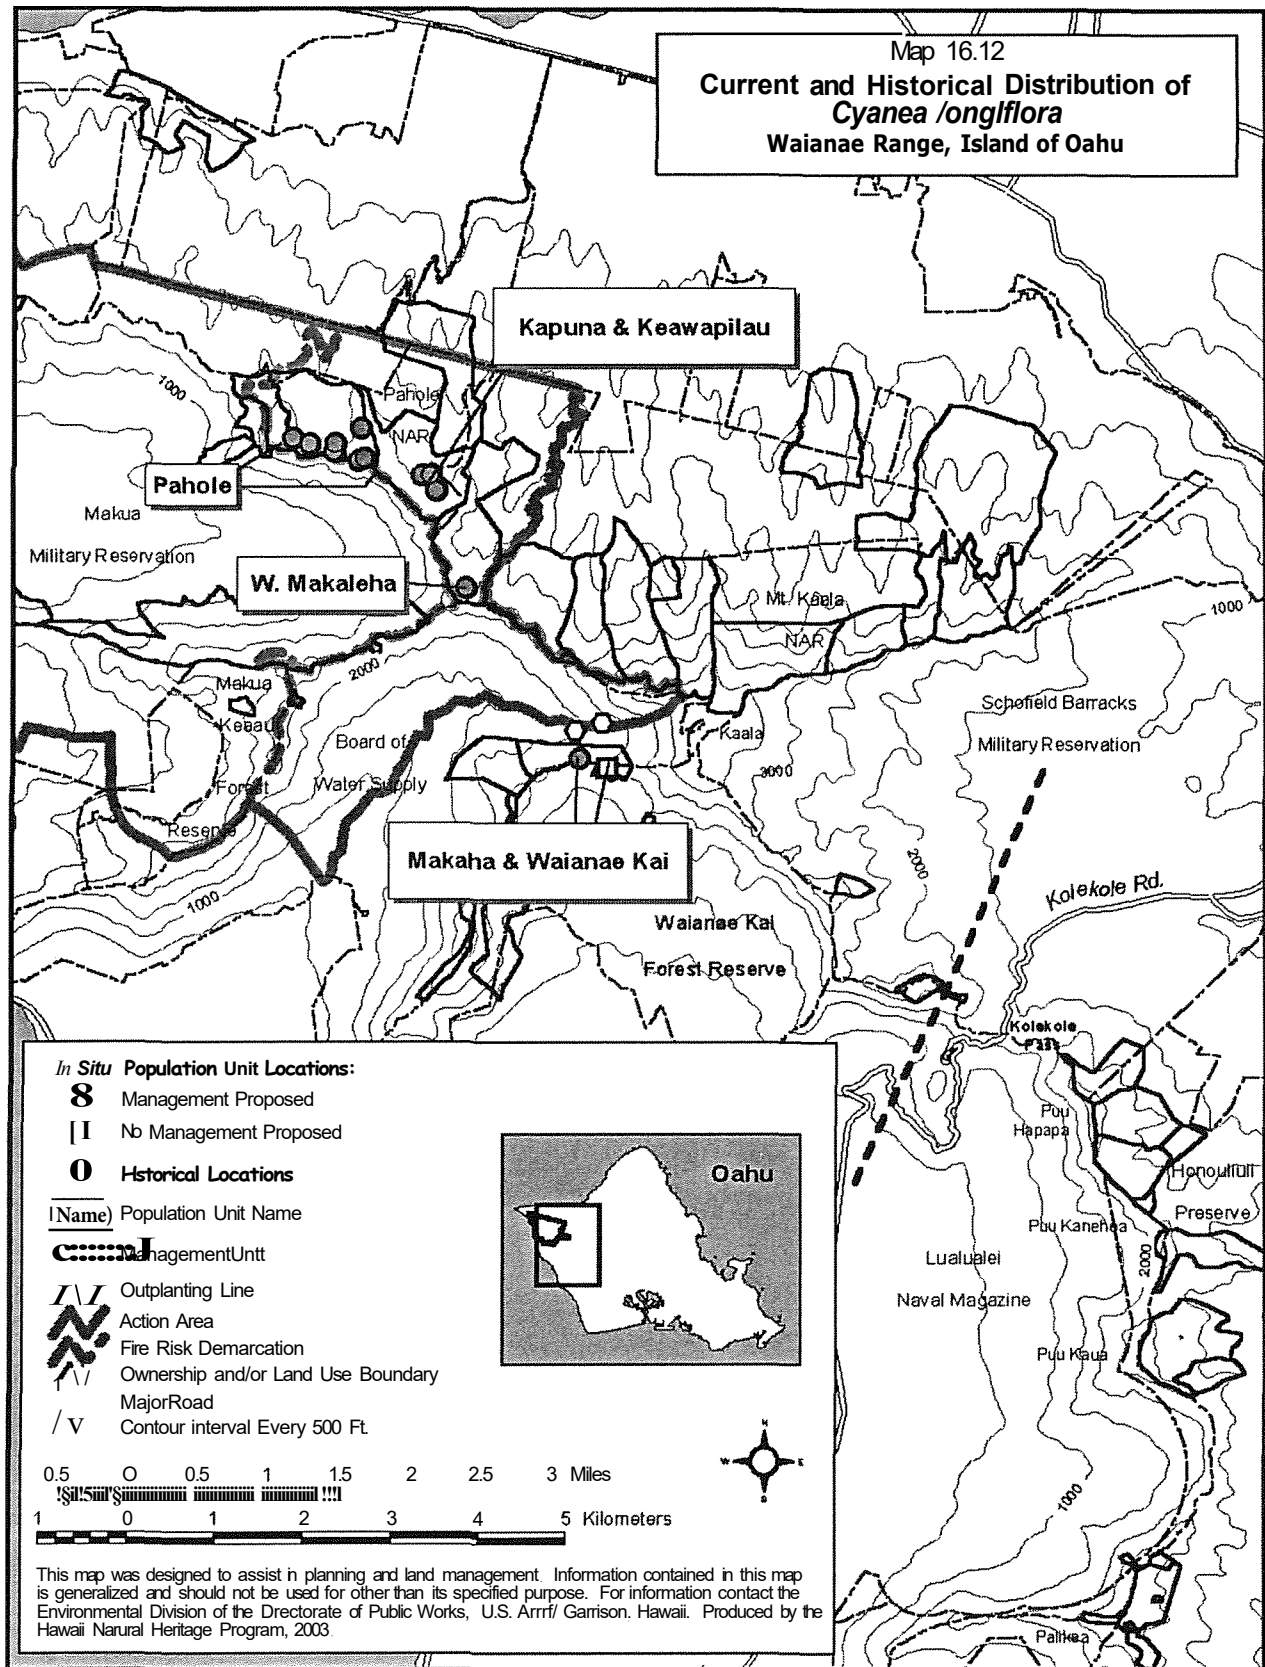 Map 16.12
Current and Historical Distribution of
Cyanea /onglflora
Waianae Range, Island of Oahu
Kapuna & Keawapilau
1000
Pahole
NAR
Pahole
Makua
Military Reservation
W. Makaleha
Mt. Kaala
NAR
1000
2000
Makua
Keaau
Forest
Reserve
Board of
Water Supply
Kaala
3000
Schofield Barracks
Military Reservation
Makaha & Waianae Kai
2000
1000
Kolekole Rd.
Waianae Kai
Forest Reserve
Kolekole
Pass
Puu
Hapapa
Honouliuli
Preserve
Puu Kanehoa
2000
Lualualei
Naval Magazine
Puu Kaua
1000
Palikea
In Situ Population Unit Locations:
8 Management Proposed
[I No Management Proposed
0 Hstorical Locations
|Name) Population Unit Name
c::::::J ManagementUntt
I\I Outplanting Line
Action Area
Fire Risk Demarcation
Ownership and/or Land Use Boundary
MajorRoad
/V Contour interval Every 500 Ft.
Oahu
N
W E
S
0.5 O 0.5 1 1.5 2 2.5 3 Miles
1 0 1 2 3 4 5 Kilometers
This map was designed to assist in planning and land management. Information contained in this map
is generalized and should not be used for other than its specified purpose. For information contact the
Environmental Division of the Drectorate of Public Works, U.S. Arrrf/ Garrison. Hawaii. Produced by the
Hawaii Narural Heritage Program, 2003.